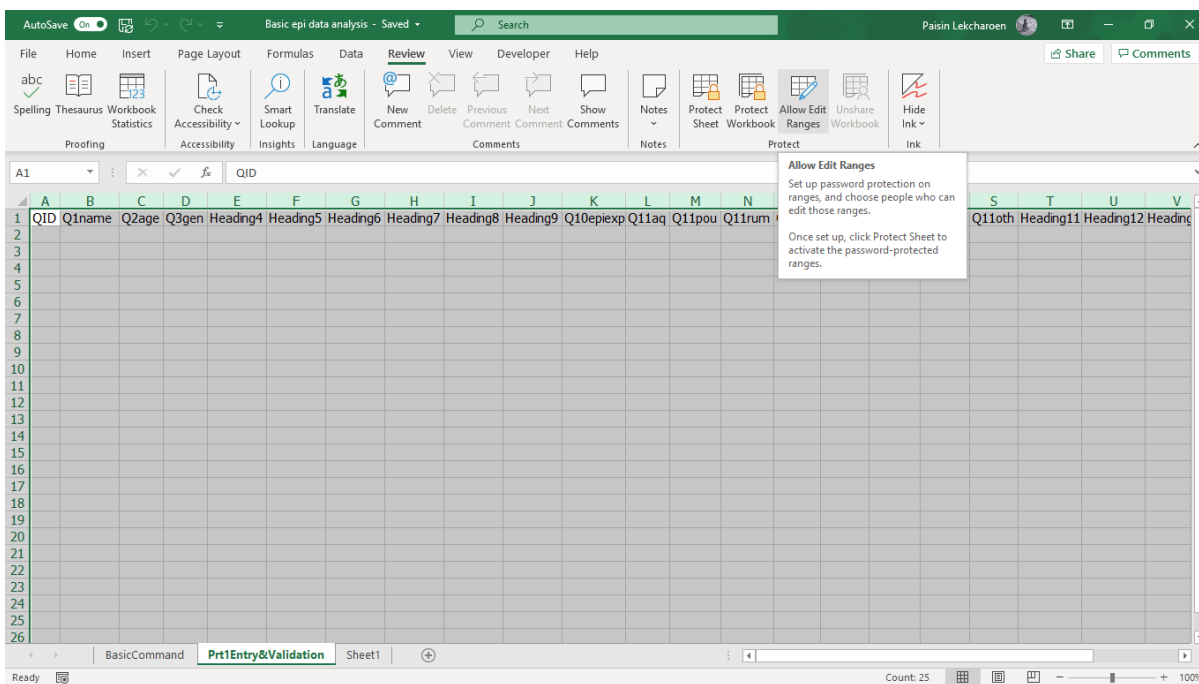 AutoSave On Basic epi data analysis - Saved Search Paisin Lekcharoen
File Home Insert Page Layout Formulas Data Review View Developer Help Share Comments
abc
Spelling Thesaurus Workbook Statistics
Check Accessibility
Smart Lookup
Translate
New Comment
Delete
Previous Comment
Next Comment
Show Comments
Notes
Protect Sheet
Protect Workbook
Allow Edit Ranges
Unshare Workbook
Hide Ink
Proofing Accessibility Insights Language Comments Notes Protect Ink
A1 fx QID
Allow Edit Ranges
Set up password protection on
ranges, and choose people who can
edit those ranges.
Once set up, click Protect Sheet to
activate the password-protected
ranges.
A B C D E F G H I J K L M N S T U V
1 QID Q1name Q2age Q3gen Heading4 Heading5 Heading6 Heading7 Heading8 Heading9 Q10epiexp Q11aq Q11pou Q11rum Q11oth Heading11 Heading12 Heading
2
3
4
5
6
7
8
9
10
11
12
13
14
15
16
17
18
19
20
21
22
23
24
25
26
BasicCommand Prt1Entry&Validation Sheet1
Ready Count: 25 100%